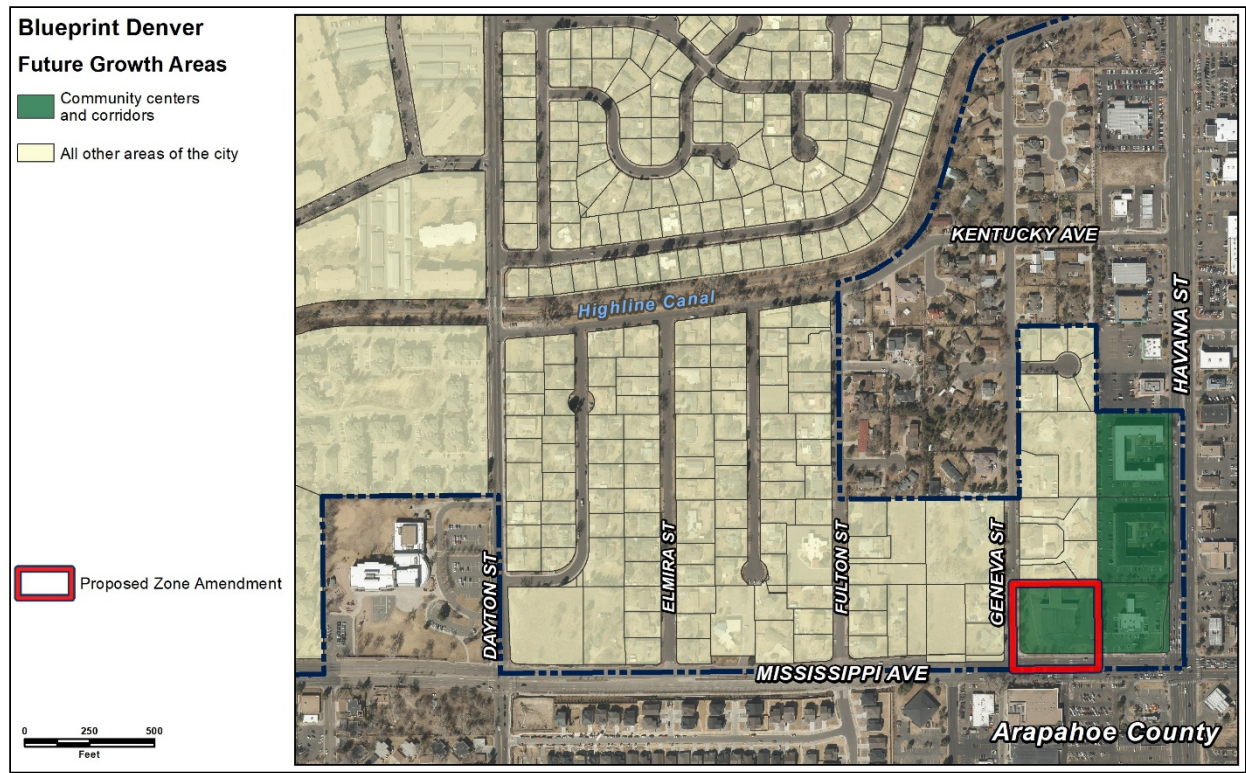 Blueprint Denver
Future Growth Areas
Community centers
and corridors
All other areas of the city
Proposed Zone Amendment
0 250 500
Feet
KENTUCKY AVE
Highline Canal
HAVANA ST
DAYTON ST
ELMIRA ST
FULTON ST
GENEVA ST
MISSISSIPPI AVE
Arapahoe County